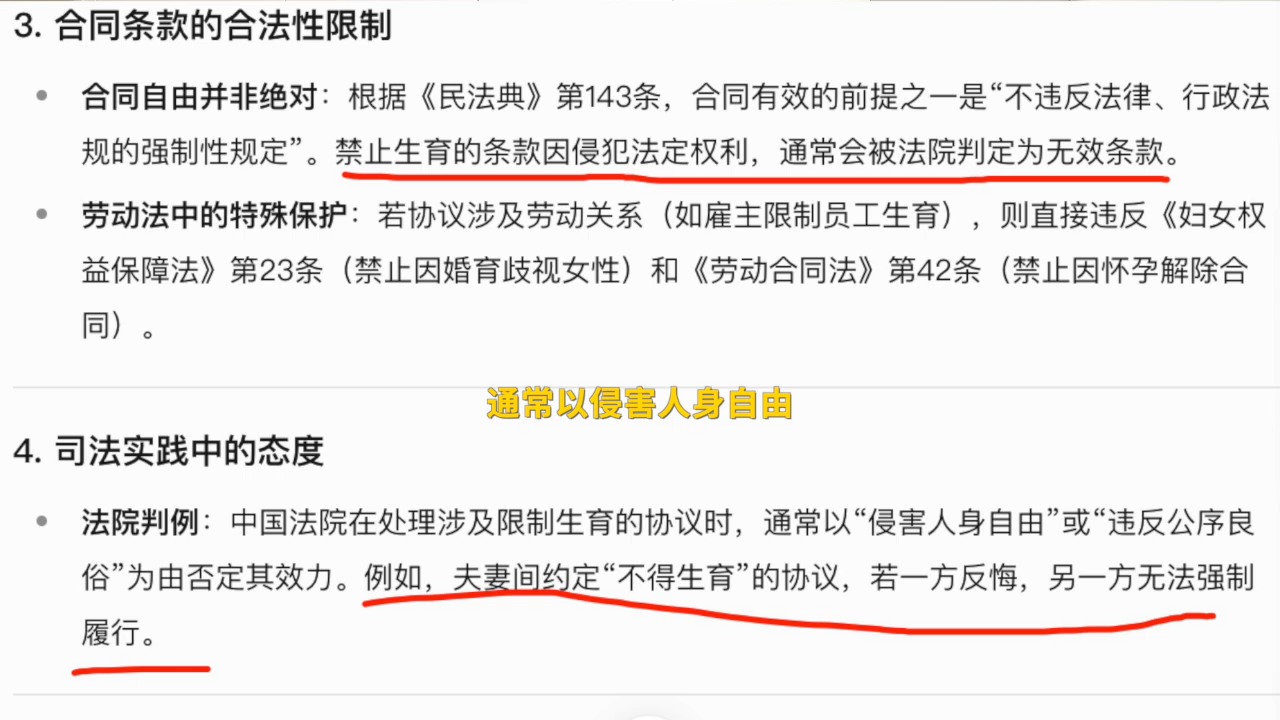 3. 合同条款的合法性限制
合同自由并非绝对：根据《民法典》第143条，合同有效的前提之一是“不违反法律、行政法
规的强制性规定”。禁止生育的条款因侵犯法定权利，通常会被法院判定为无效条款。
劳动法中的特殊保护：若协议涉及劳动关系（如雇主限制员工生育），则直接违反《妇女权
益保障法》第23条（禁止因婚育歧视女性）和《劳动合同法》第42条（禁止因怀孕解除合
同）。
通常以侵害人身自由
4. 司法实践中的态度
法院判例：中国法院在处理涉及限制生育的协议时，通常以“侵害人身自由”或“违反公序良
俗”为由否定其效力。例如，夫妻间约定“不得生育”的协议，若一方反悔，另一方无法强制
履行。